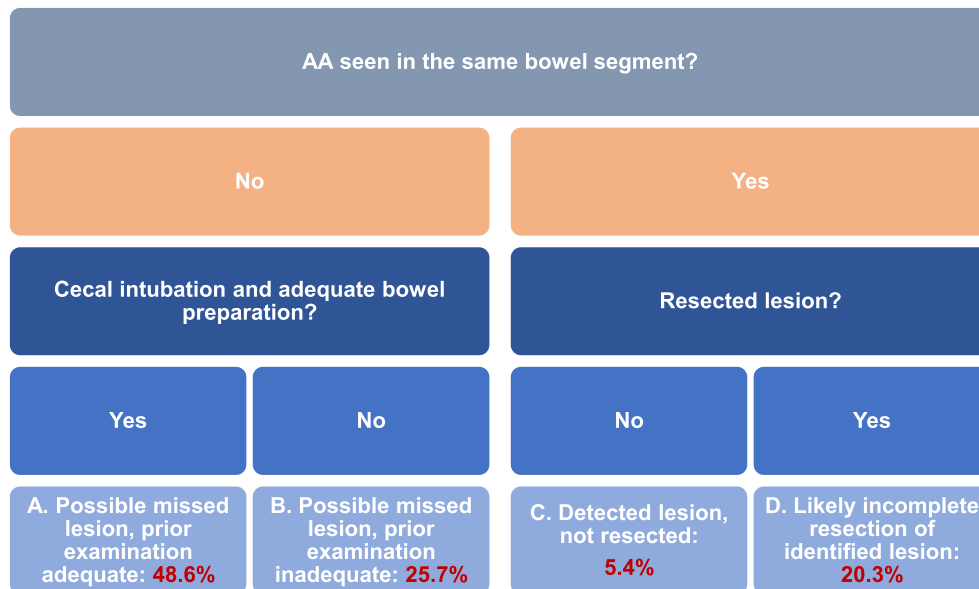 AA seen in the same bowel segment?
No
Yes
Cecal intubation and adequate bowel
preparation?
Resected lesion?
Yes
No
No
Yes
A. Possible missed
lesion, prior
examination
adequate: 48.6%
B. Possible missed
lesion, prior
examination
inadequate: 25.7%
C. Detected lesion,
not resected:
5.4%
D. Likely incomplete
resection of
identified lesion:
20.3%